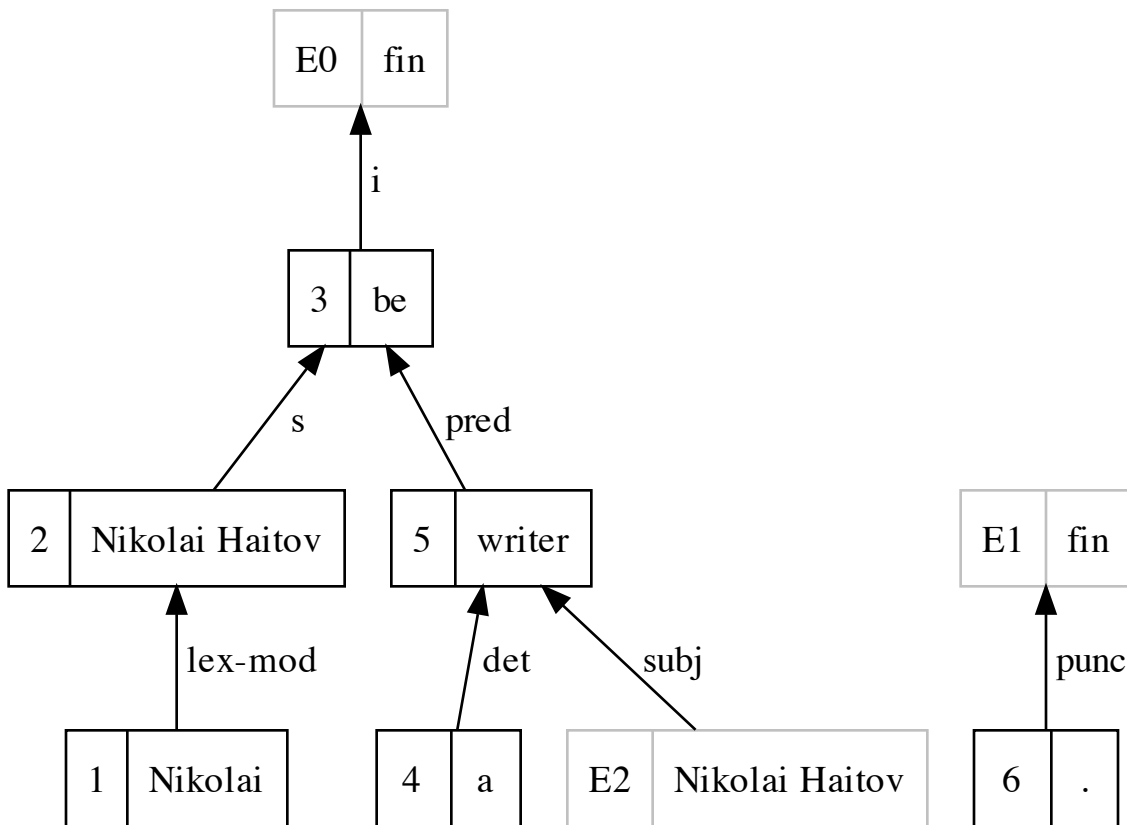 E0 fin
i
3 be
s pred
2 Nikolai Haitov 5 writer E1 fin
lex-mod det subj punc
1 Nikolai 4 a E2 Nikolai Haitov 6 .